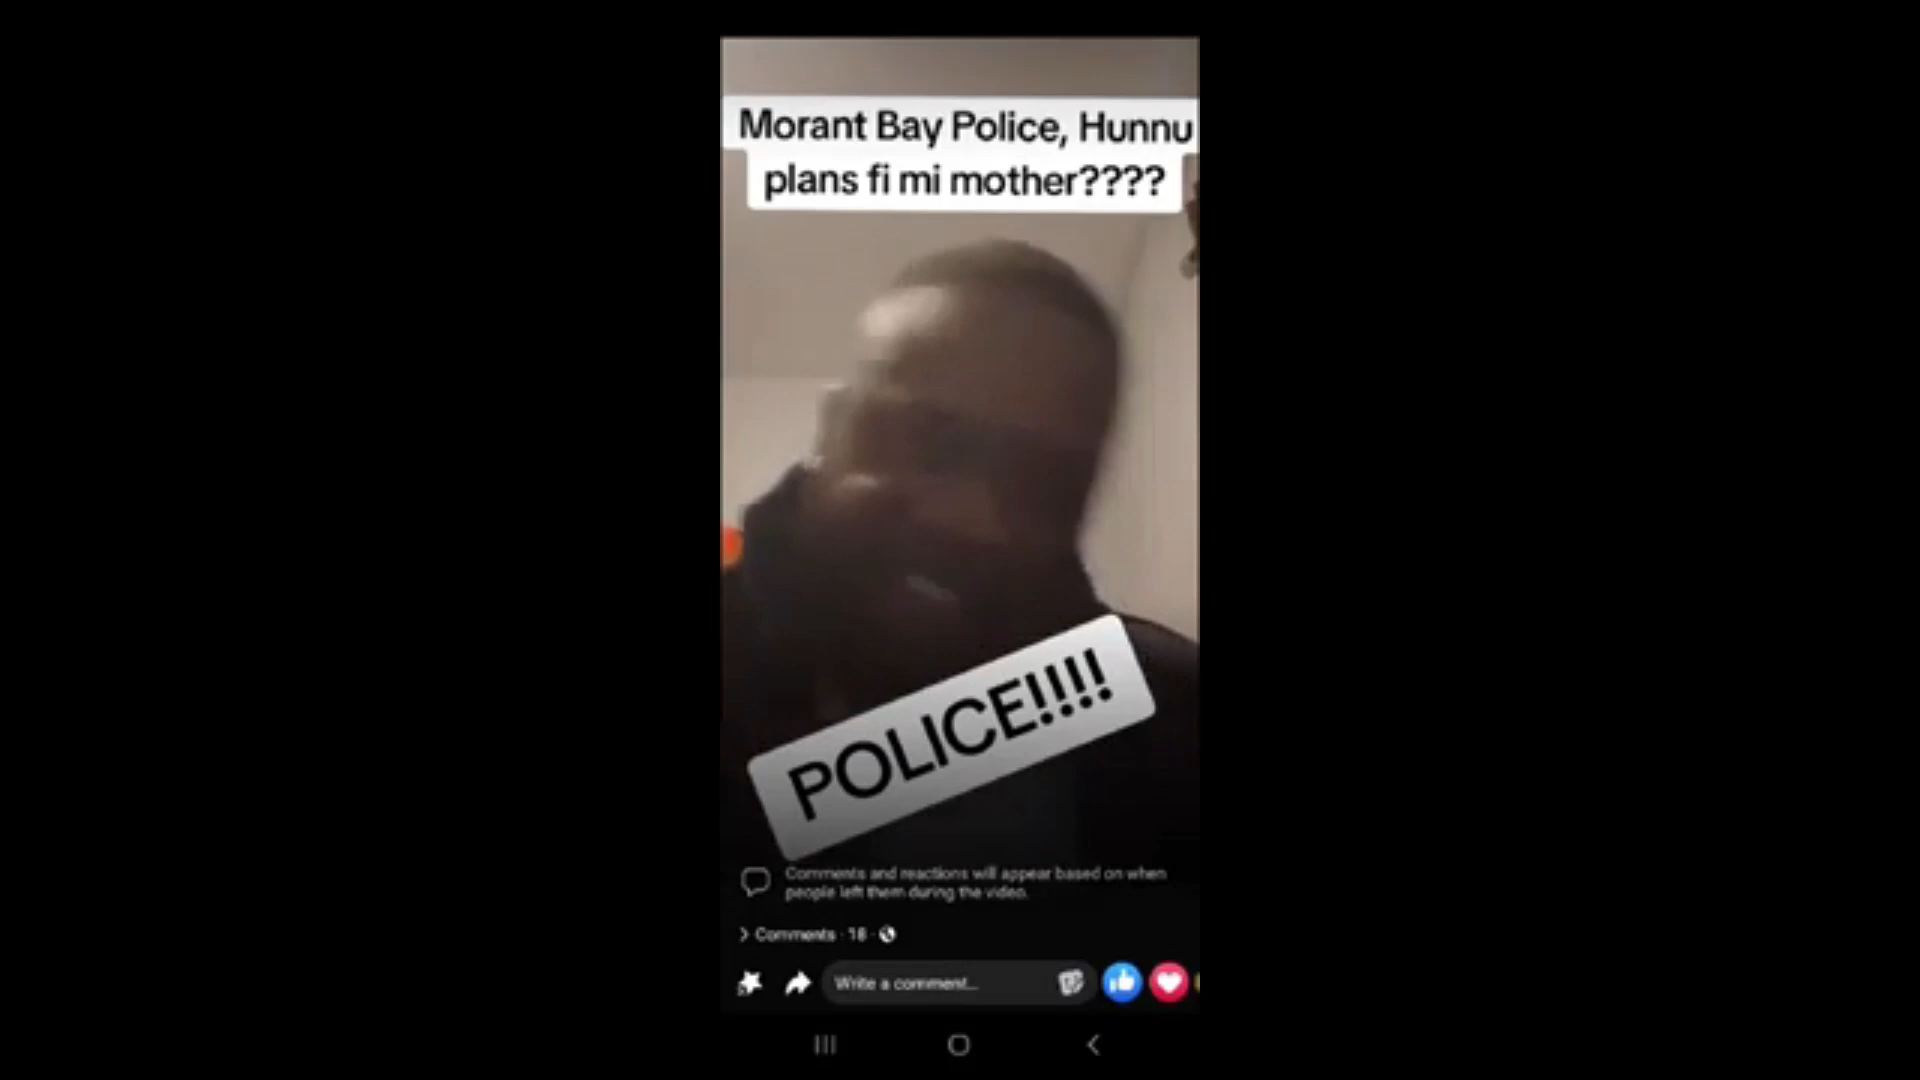 Morant Bay Police, Hunnu
plans fi mi mother????
POLICE!!!!
Comments and reactions will appear based on when
people left them during the video.
Comments · 18 ·
Write a comment...